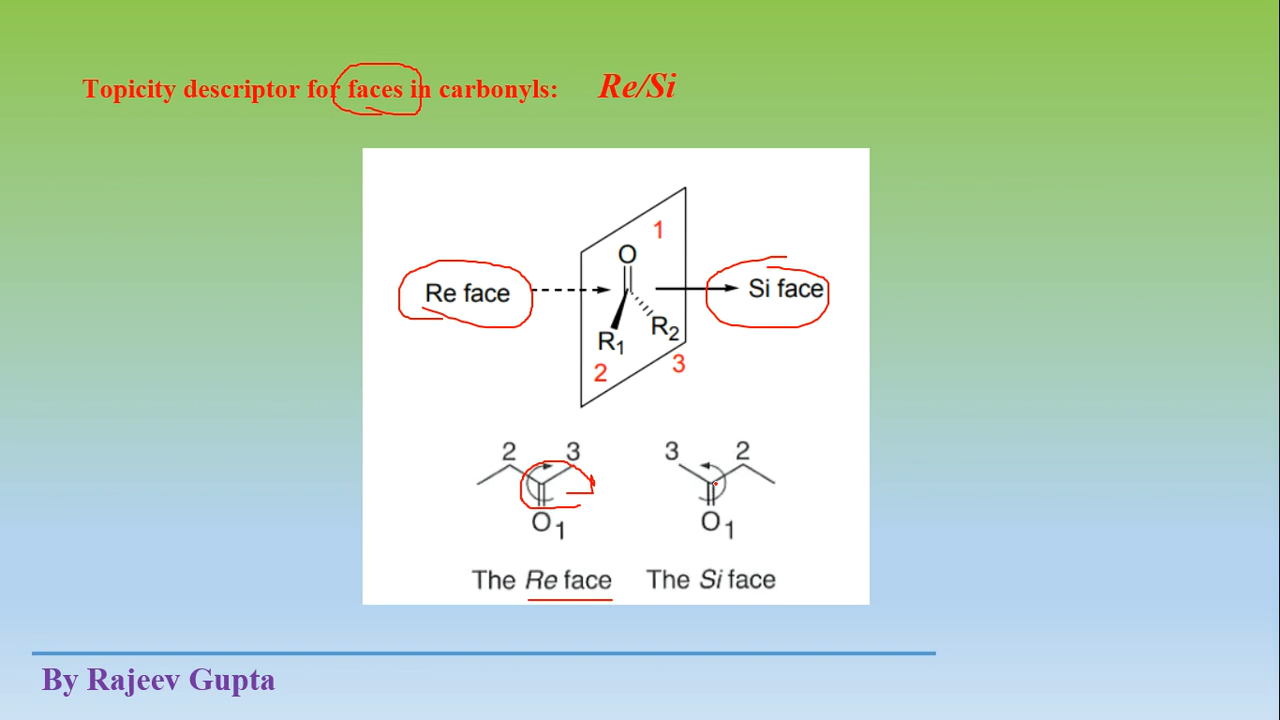 Topicity descriptor for faces in carbonyls: Re/Si
1
O
Re face
Si face
R1 R2
2 3
2 3 3 2
O1 O1
The Re face The Si face
By Rajeev Gupta